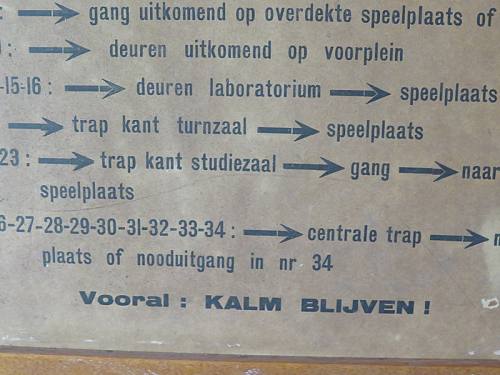 : → gang uitkomend op overdekte speelplaats of
: → deuren uitkomend op voorplein
-15-16 : → deuren laboratorium → speelplaats
→ trap kant turnzaal → speelplaats
23 : → trap kant studiezaal → gang → naar
speelplaats
6-27-28-29-30-31-32-33-34 : → centrale trap →
plaats of nooduitgang in nr 34
Vooral : KALM BLIJVEN !